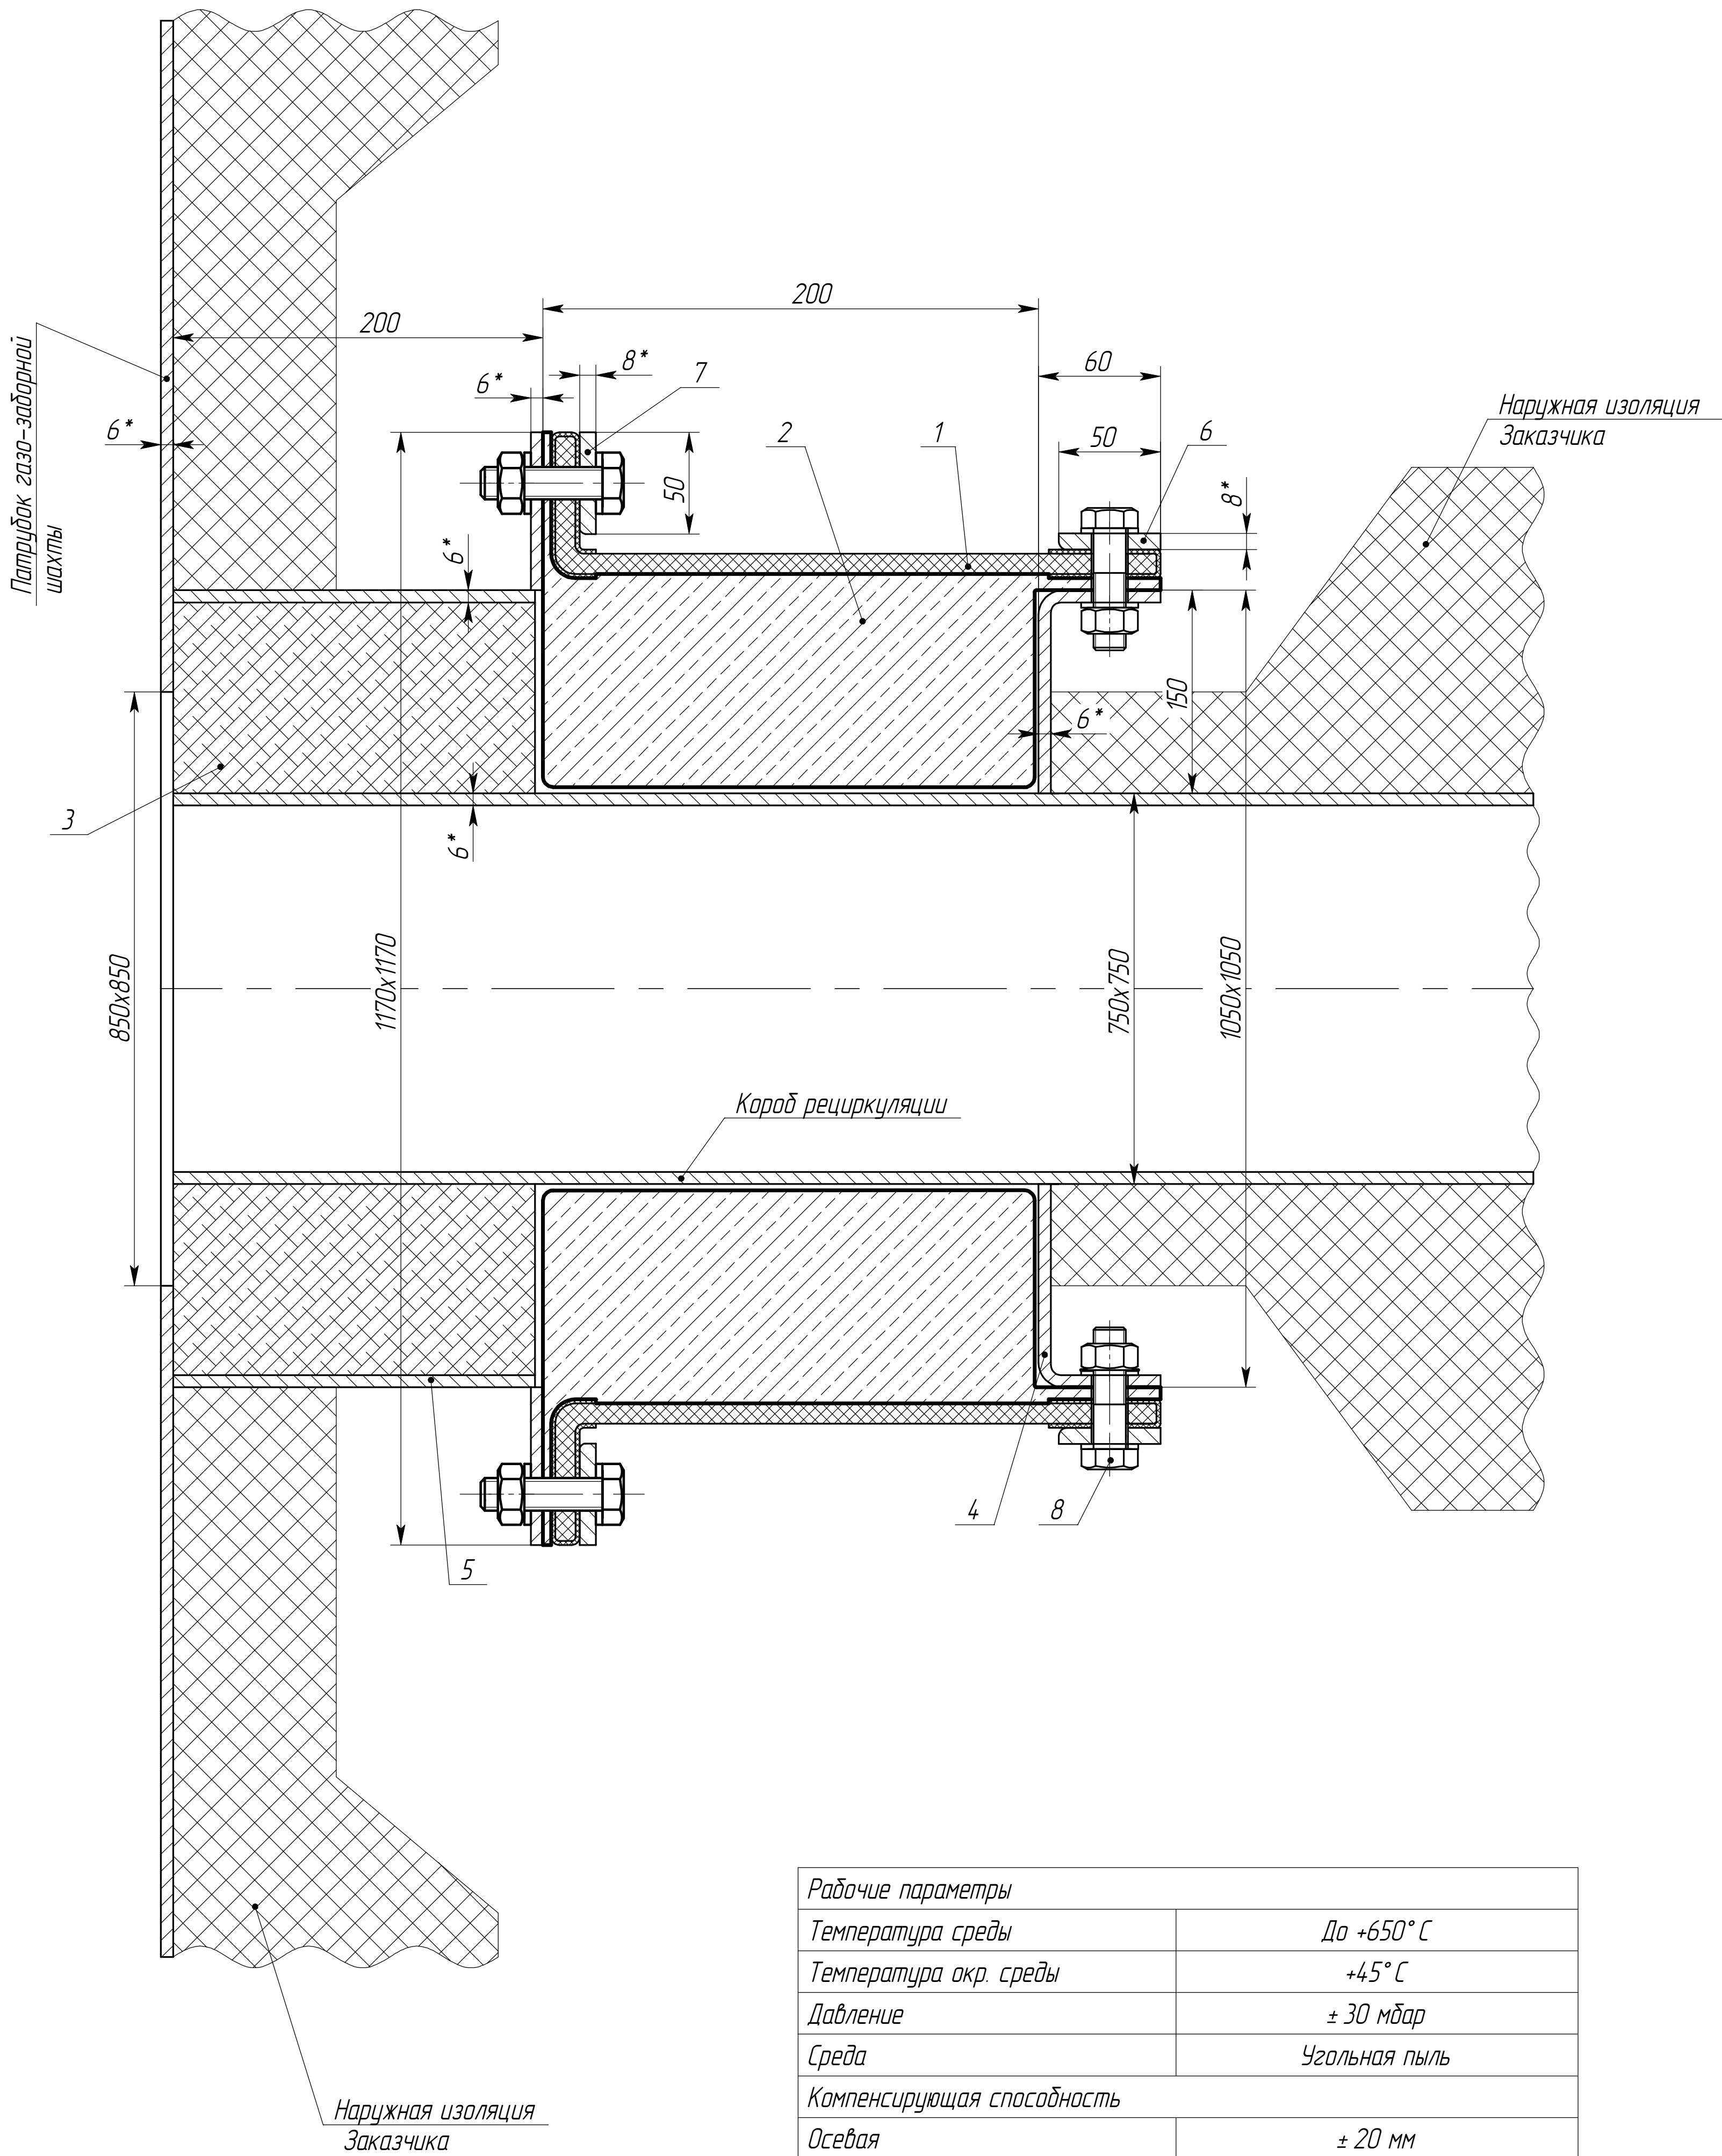 200
200
8*
7
6*
60
Патрубок газо-заборной
шахты
6*
2
1
50
6
Наружная изоляция
Заказчика
50
8*
6*
150
6*
3
6*
850x850
1170x1170
750x750
1050x1050
Короб рециркуляции
4
8
5
Рабочие параметры
Температура среды До +650°С
Температура окр. среды +45°С
Давление ± 30 мбар
Среда Угольная пыль
Компенсирующая способность
Осевая ± 20 мм
Наружная изоляция
Заказчика